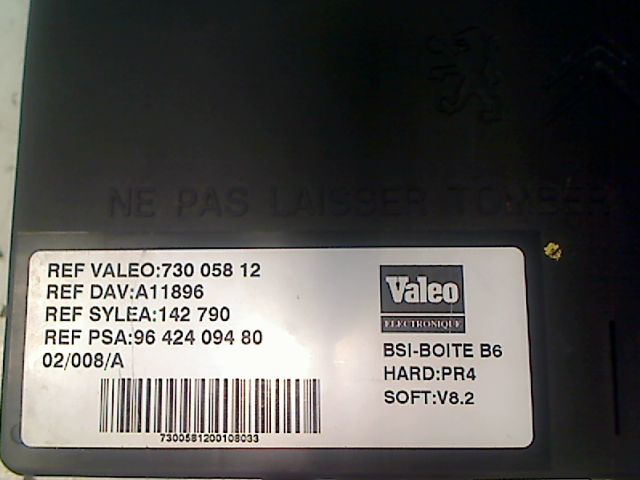 NE PAS LAISSER TOMBER
REF VALEO:730 058 12
REF DAV:A11896
REF SYLEA:142 790
REF PSA:96 424 094 80
02/008/A
7300581200108033
Valeo
ELECTRONIQUE
BSI-BOITE B6
HARD:PR4
SOFT:V8.2